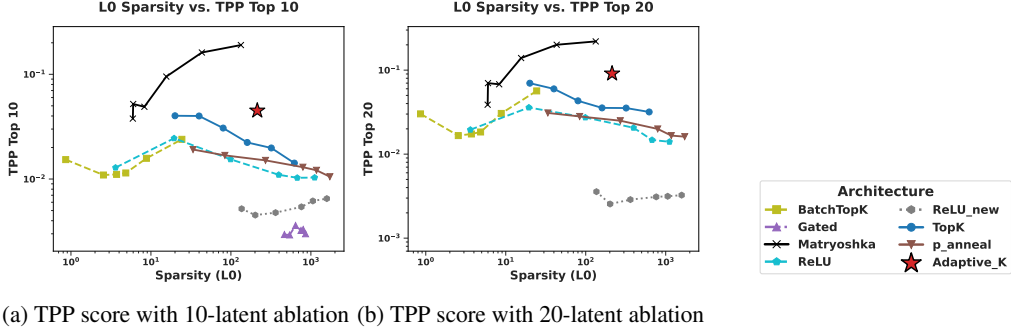 L0 Sparsity vs. TPP Top 10
TPP Top 10
10⁻¹
10⁻²
10⁰ 10¹ 10² 10³
Sparsity (L0)
L0 Sparsity vs. TPP Top 20
TPP Top 20
10⁻¹
10⁻²
10⁻³
10⁰ 10¹ 10² 10³
Sparsity (L0)
Architecture
BatchTopK
Gated
Matryoshka
ReLU
ReLU_new
TopK
p_anneal
Adaptive_K
(a) TPP score with 10-latent ablation
(b) TPP score with 20-latent ablation